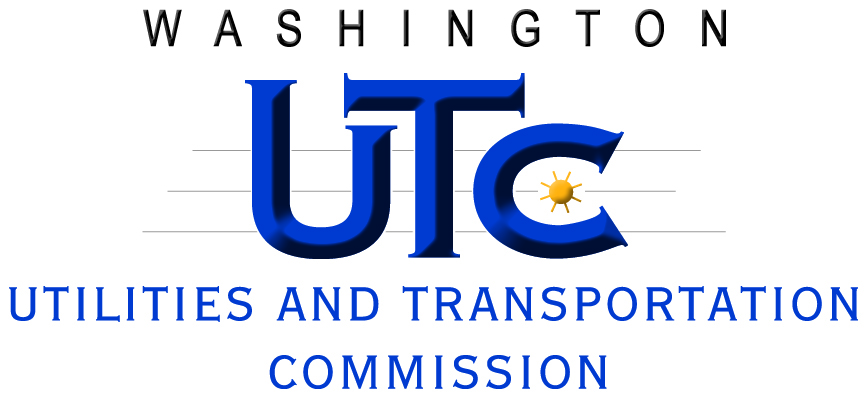 WASHINGTON
UTC
UTILITIES AND TRANSPORTATION
COMMISSION